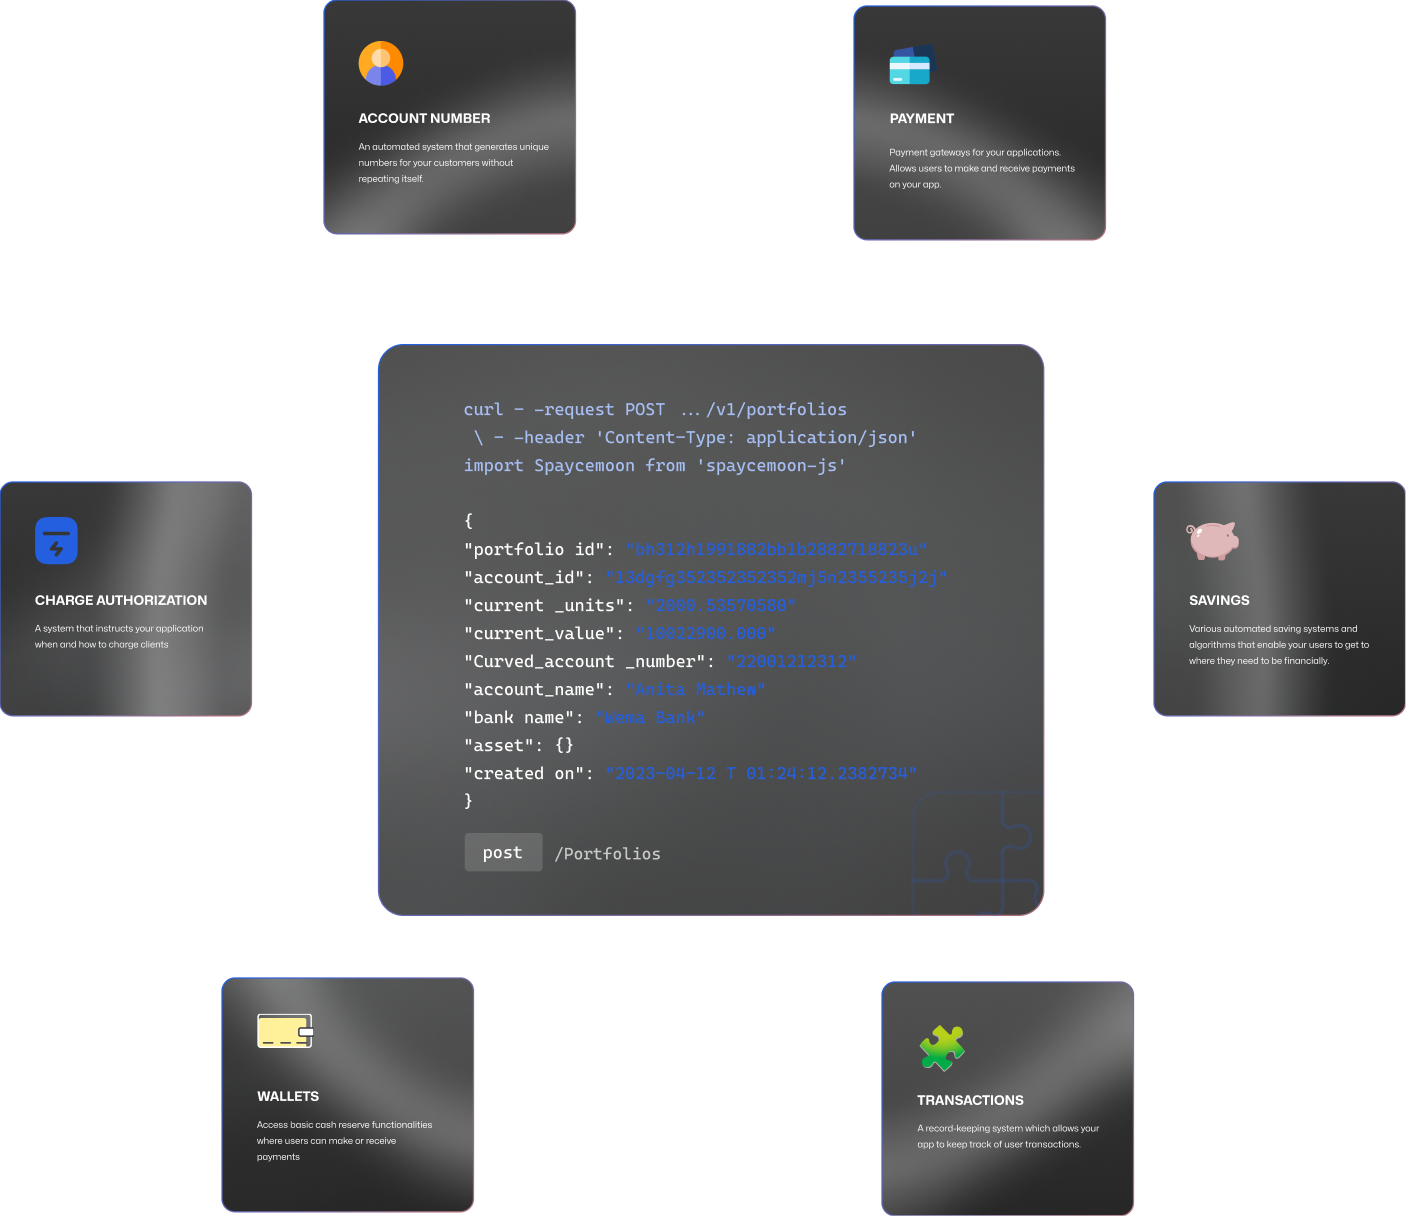 ACCOUNT NUMBER
An automated system that generates unique
numbers for your customers without
repeating itself.
PAYMENT
Payment gateways for your applications.
Allows users to make and receive payments
on your app.
curl - -request POST .../v1/portfolios
\ - -header 'Content-Type: application/json'
import Spaycemoon from 'spaycemoon-js'
{
"portfolio id": "bh312h1991882bb1b2882718823u"
"account_id": "13dgfg352352352352mj5n2355235j2j"
"current _units": "2000.53570580"
"current_value": "10022900.000"
"Curved_account _number": "22001212312"
"account_name": "Anita Mathew"
"bank name": "Wema Bank"
"asset": {}
"created on": "2023-04-12 T 01:24:12.2382734"
}
post /Portfolios
CHARGE AUTHORIZATION
A system that instructs your application
when and how to charge clients
SAVINGS
Various automated saving systems and
algorithms that enable your users to get to
where they need to be financially.
WALLETS
Access basic cash reserve functionalities
where users can make or receive
payments
TRANSACTIONS
A record-keeping system which allows your
app to keep track of user transactions.